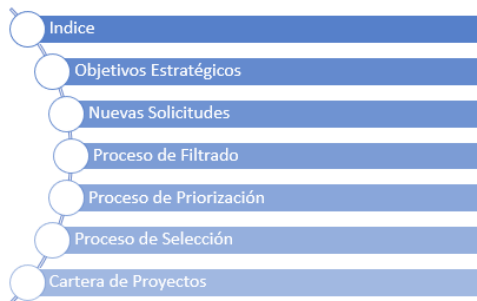 Indice
Objetivos Estratégicos
Nuevas Solicitudes
Proceso de Filtrado
Proceso de Priorización
Proceso de Selección
Cartera de Proyectos